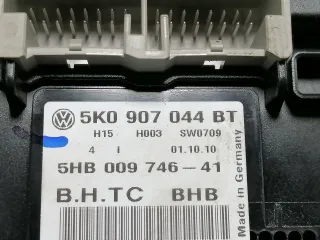 5K0 907 044 BT
H15 H003 SW0709
4 I 01.10.10
5HB 009 746-41
B.H.TC BHB
Made in Germany